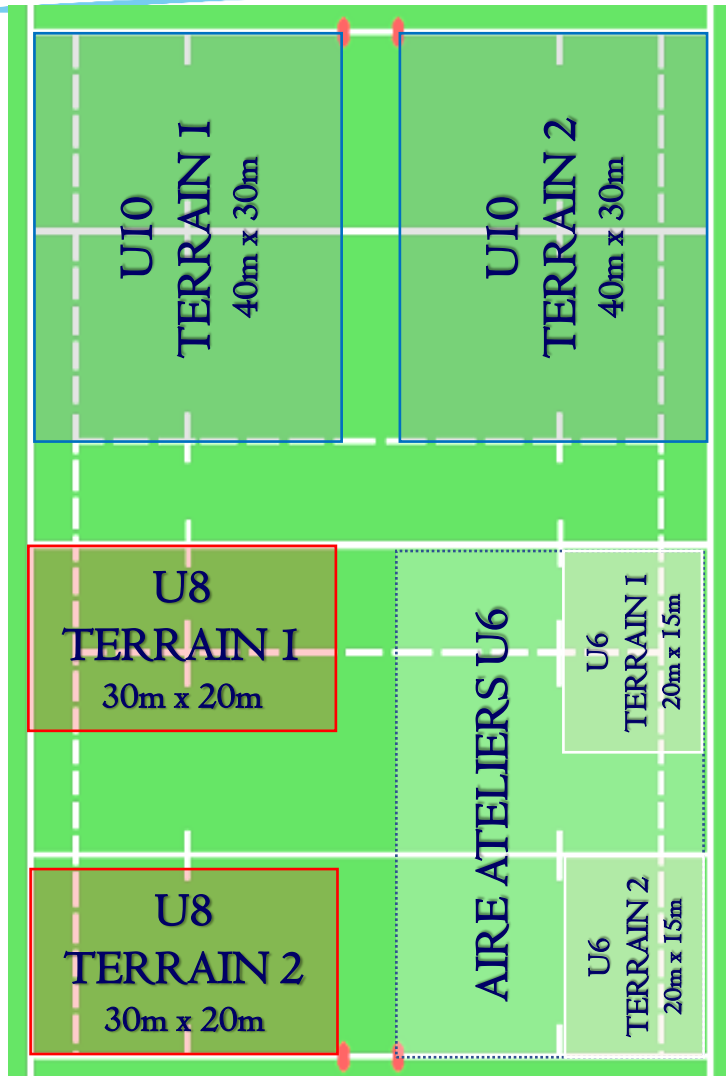 U10
TERRAIN 1
40m x 30m
U10
TERRAIN 2
40m x 30m
U8
TERRAIN 1
30m x 20m
AIRE ATELIERS U6
U6
TERRAIN 1
20m x 15m
U8
TERRAIN 2
30m x 20m
U6
TERRAIN 2
20m x 15m